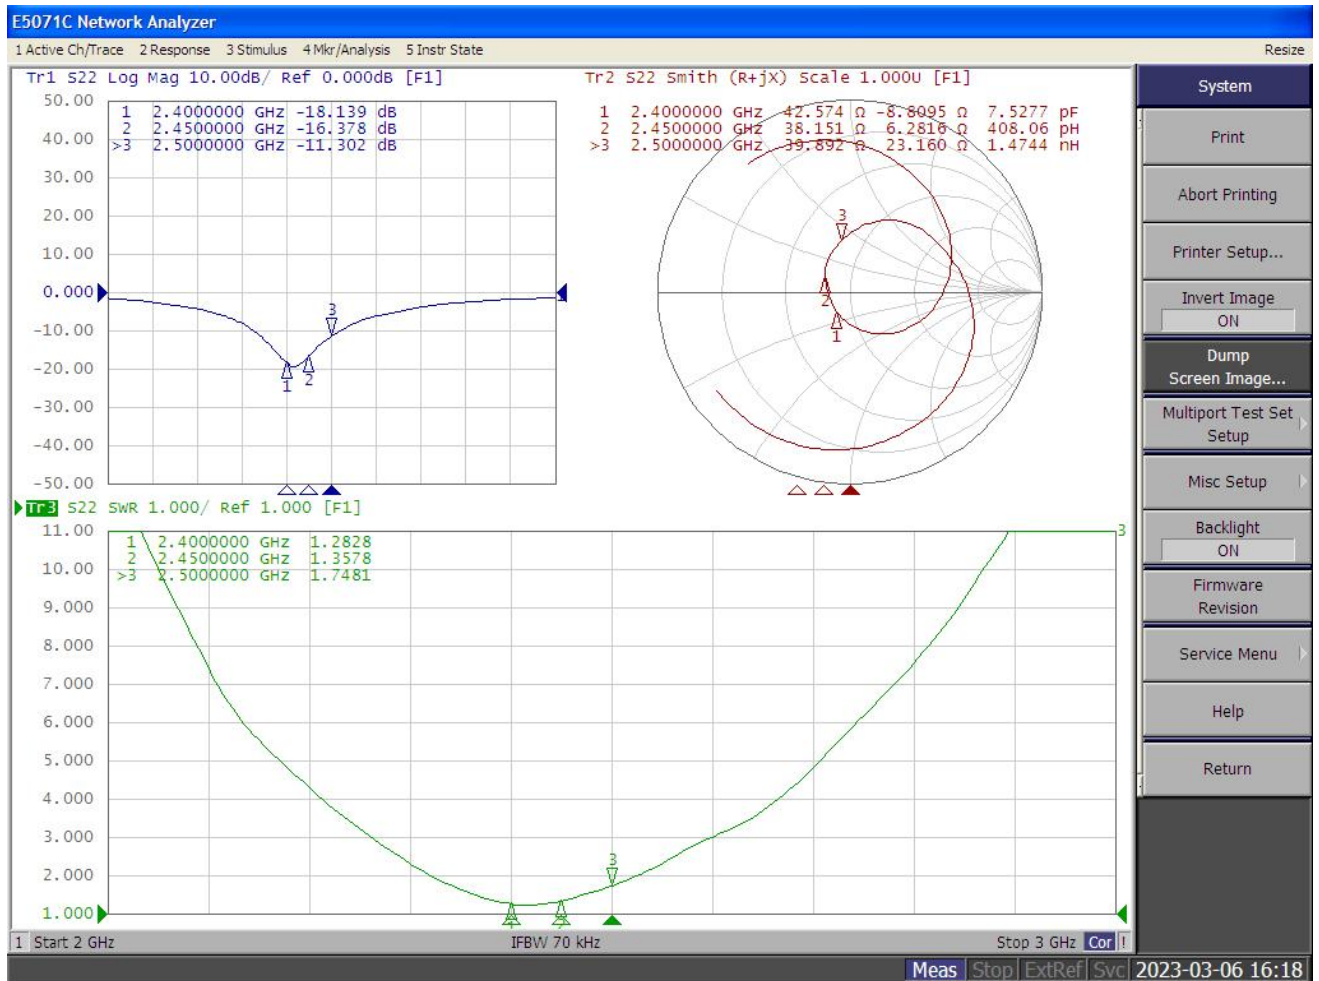 E5071C Network Analyzer
1 Active Ch/Trace 2 Response 3 Stimulus 4 Mkr/Analysis 5 Instr State Resize
Tr1 S22 Log Mag 10.00dB/ Ref 0.000dB [F1]
50.00
40.00
30.00
20.00
10.00
0.000
-10.00
-20.00
-30.00
-40.00
-50.00
1 2.4000000 GHz -18.139 dB
2 2.4500000 GHz -16.378 dB
>3 2.5000000 GHz -11.302 dB
3
1 2
Tr2 S22 Smith (R+jX) Scale 1.000U [F1]
1 2.4000000 GHz 42.574 Ω -8.8095 Ω 7.5277 pF
2 2.4500000 GHz 38.151 Ω 6.2816 Ω 408.06 pH
>3 2.5000000 GHz 39.892 Ω 23.160 Ω 1.4744 nH
3
2
1
Tr3 S22 SWR 1.000/ Ref 1.000 [F1]
11.00
10.00
9.000
8.000
7.000
6.000
5.000
4.000
3.000
2.000
1.000
1 2.4000000 GHz 1.2828
2 2.4500000 GHz 1.3578
>3 2.5000000 GHz 1.7481
3
3
1 Start 2 GHz IFBW 70 kHz Stop 3 GHz Cor !
System
Print
Abort Printing
Printer Setup...
Invert Image
ON
Dump
Screen Image...
Multiport Test Set
Setup
Misc Setup
Backlight
ON
Firmware
Revision
Service Menu
Help
Return
Meas Stop ExtRef Svc 2023-03-06 16:18